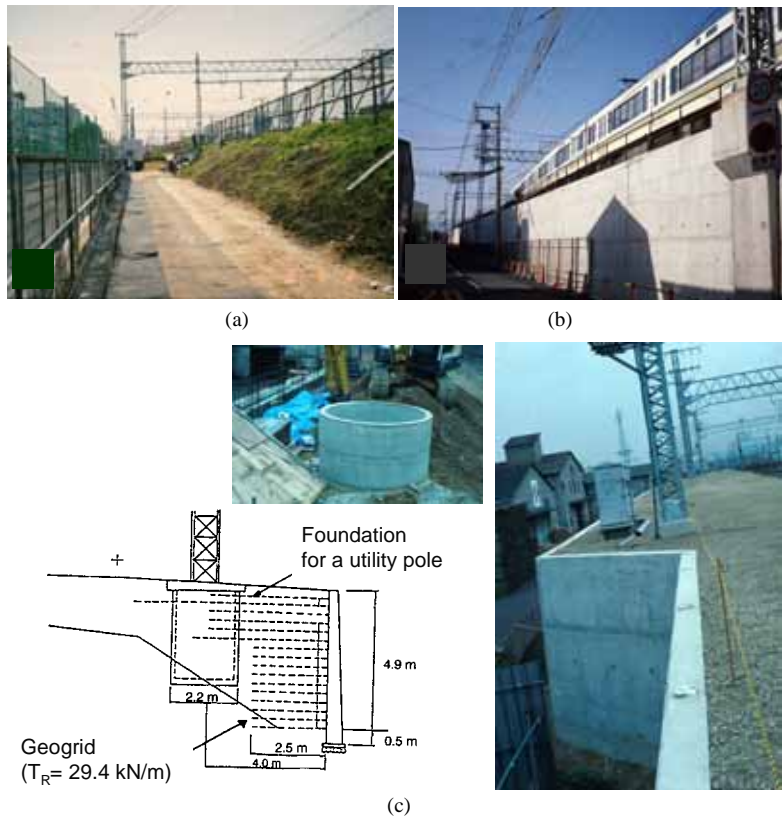 (a)
(b)
Foundation
for a utility pole
4.9 m
2.2 m
0.5 m
2.5 m
4.0 m
Geogrid
(T_R= 29.4 kN/m)
(c)